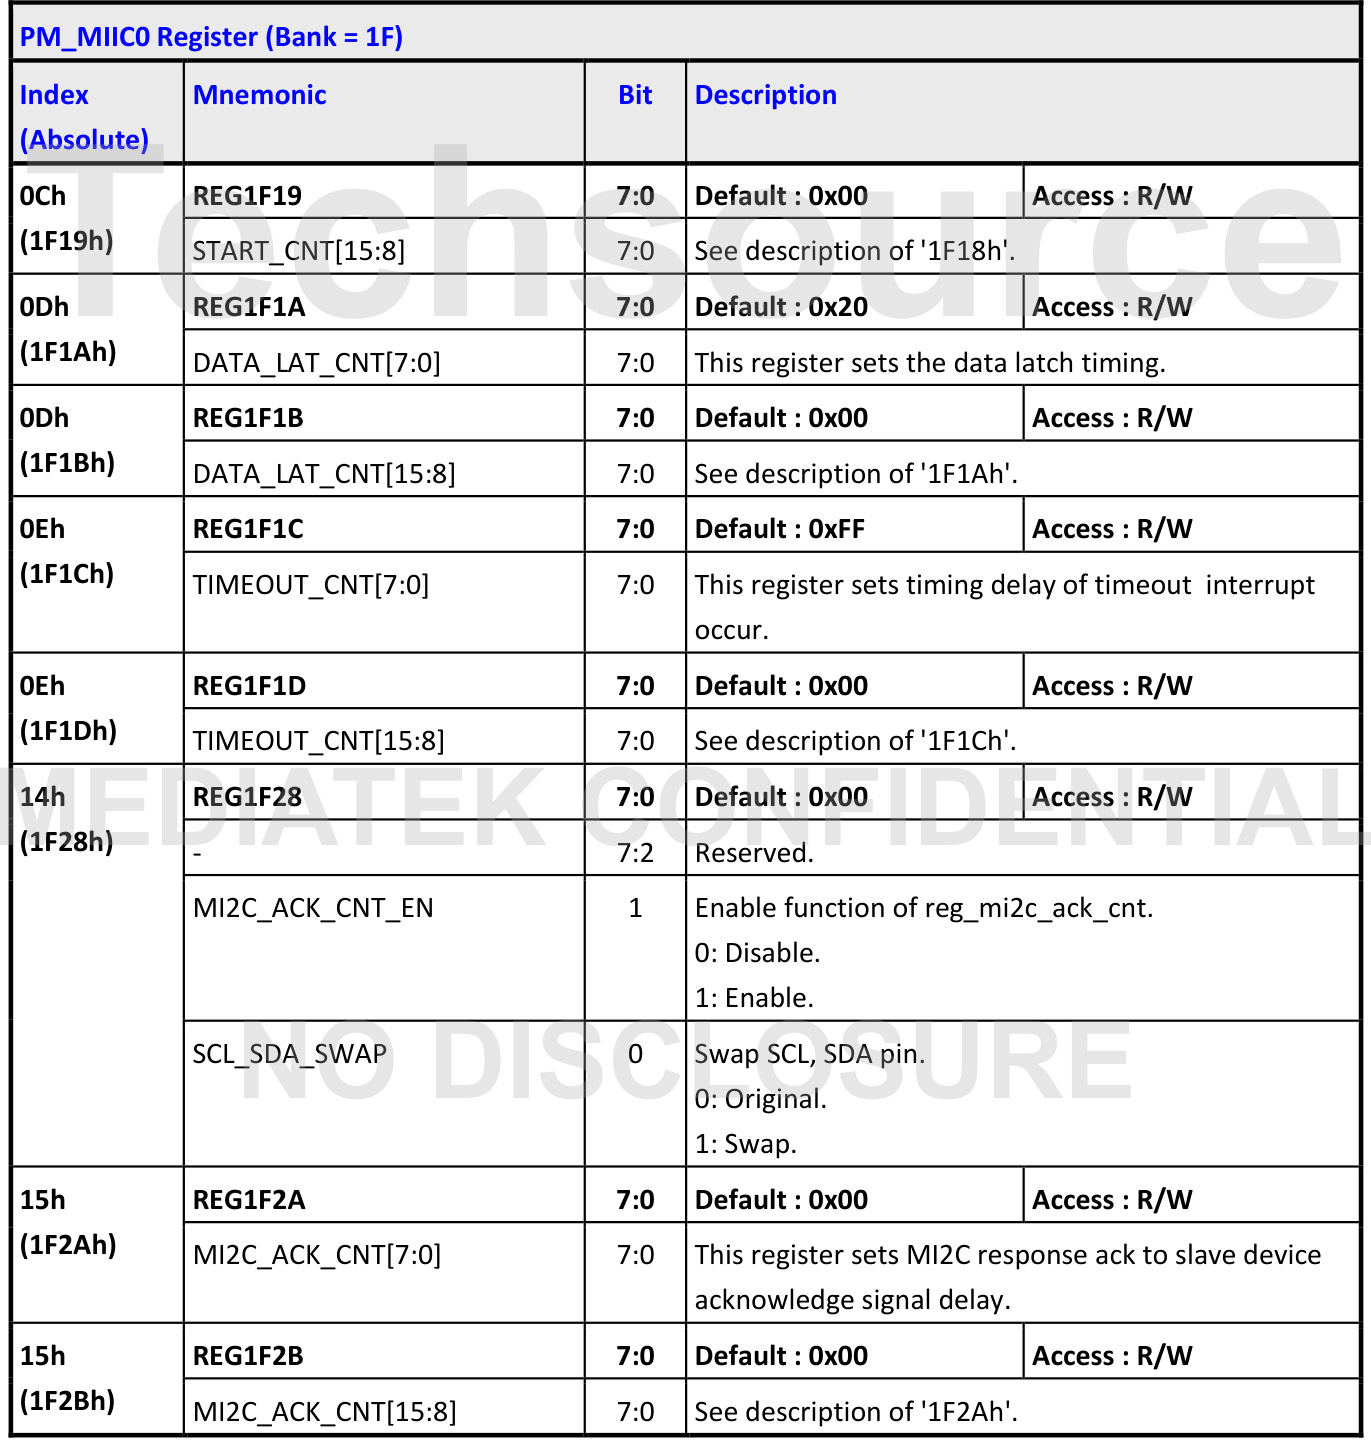 PM_MIIC0 Register (Bank = 1F)
Index (Absolute) Mnemonic Bit Description
0Ch (1F19h) REG1F19 7:0 Default : 0x00 Access : R/W
START_CNT[15:8] 7:0 See description of '1F18h'.
Techsource
0Dh (1F1Ah) REG1F1A 7:0 Default : 0x20 Access : R/W
DATA_LAT_CNT[7:0] 7:0 This register sets the data latch timing.
0Dh (1F1Bh) REG1F1B 7:0 Default : 0x00 Access : R/W
DATA_LAT_CNT[15:8] 7:0 See description of '1F1Ah'.
0Eh (1F1Ch) REG1F1C 7:0 Default : 0xFF Access : R/W
TIMEOUT_CNT[7:0] 7:0 This register sets timing delay of timeout  interrupt
occur.
0Eh (1F1Dh) REG1F1D 7:0 Default : 0x00 Access : R/W
TIMEOUT_CNT[15:8] 7:0 See description of '1F1Ch'.
MEDIATEK CONFIDENTIAL
14h (1F28h) REG1F28 7:0 Default : 0x00 Access : R/W
- 7:2 Reserved.
MI2C_ACK_CNT_EN 1 Enable function of reg_mi2c_ack_cnt.
0: Disable.
1: Enable.
NO DISCLOSURE
SCL_SDA_SWAP 0 Swap SCL, SDA pin.
0: Original.
1: Swap.
15h (1F2Ah) REG1F2A 7:0 Default : 0x00 Access : R/W
MI2C_ACK_CNT[7:0] 7:0 This register sets MI2C response ack to slave device
acknowledge signal delay.
15h (1F2Bh) REG1F2B 7:0 Default : 0x00 Access : R/W
MI2C_ACK_CNT[15:8] 7:0 See description of '1F2Ah'.